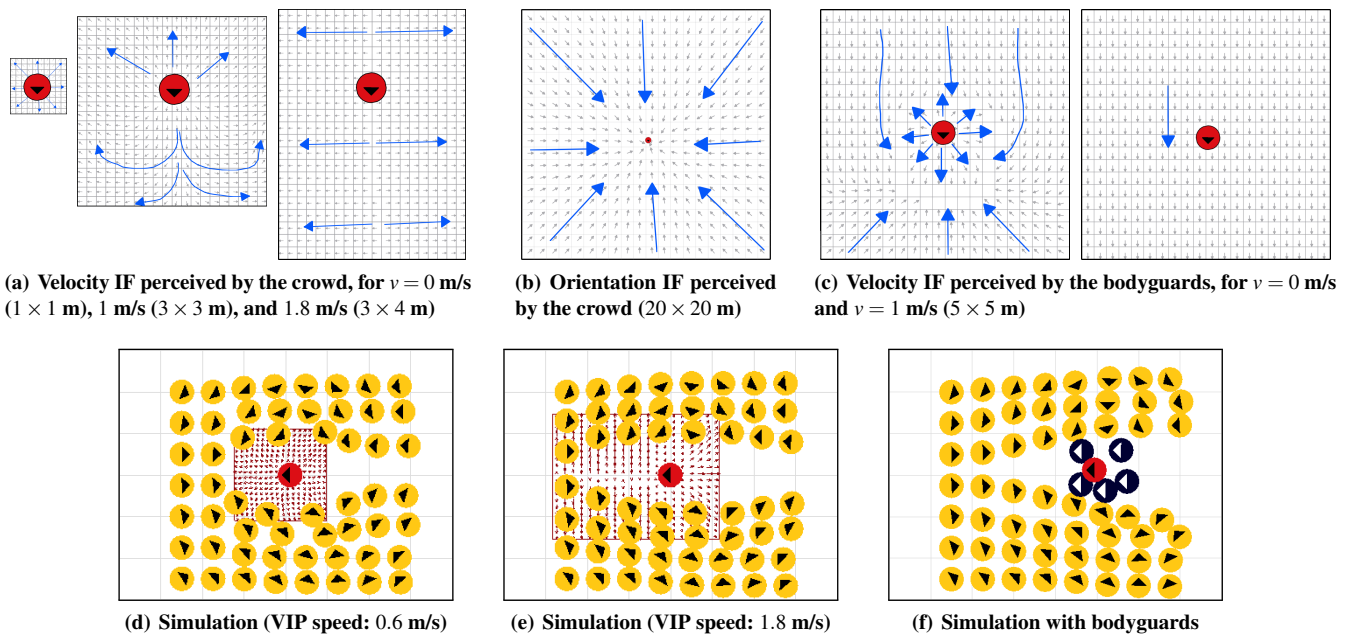 (a) Velocity IF perceived by the crowd, for v = 0 m/s
(1 × 1 m), 1 m/s (3 × 3 m), and 1.8 m/s (3 × 4 m)
(b) Orientation IF perceived
by the crowd (20 × 20 m)
(c) Velocity IF perceived by the bodyguards, for v = 0 m/s
and v = 1 m/s (5 × 5 m)
(d) Simulation (VIP speed: 0.6 m/s)
(e) Simulation (VIP speed: 1.8 m/s)
(f) Simulation with bodyguards